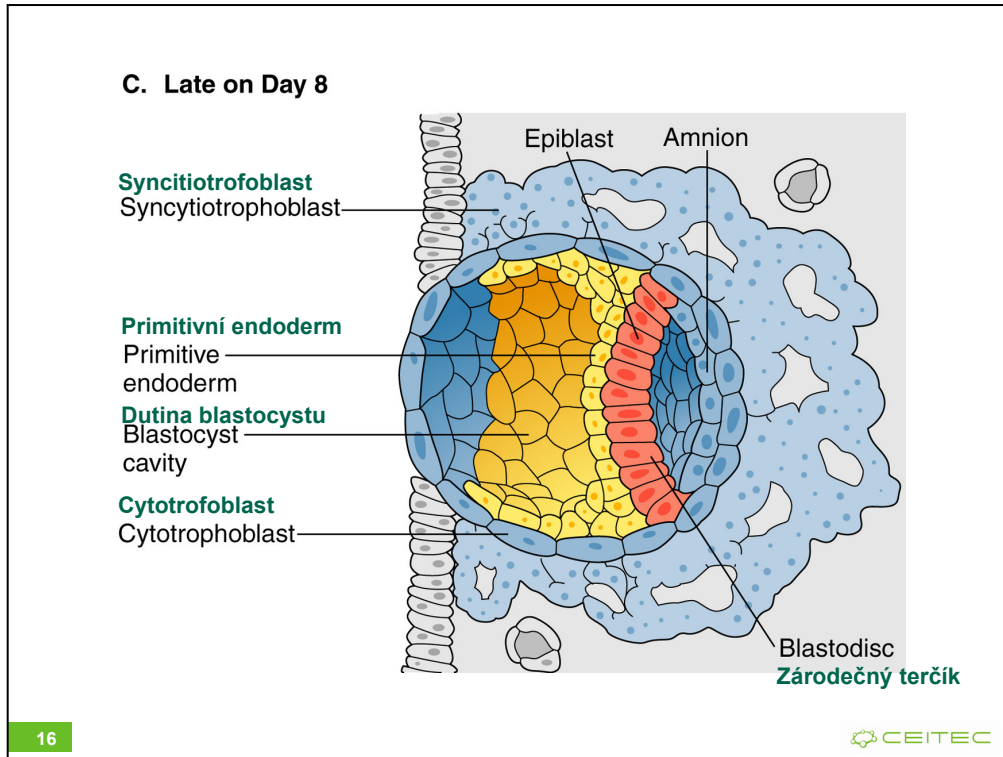 C. Late on Day 8
Epiblast
Amnion
Syncitiotrofoblast
Syncytiotrophoblast
Primitivní endoderm
Primitive
endoderm
Dutina blastocystu
Blastocyst
cavity
Cytotrofoblast
Cytotrophoblast
Blastodisc
Zárodečný terčík
16
CEITEC